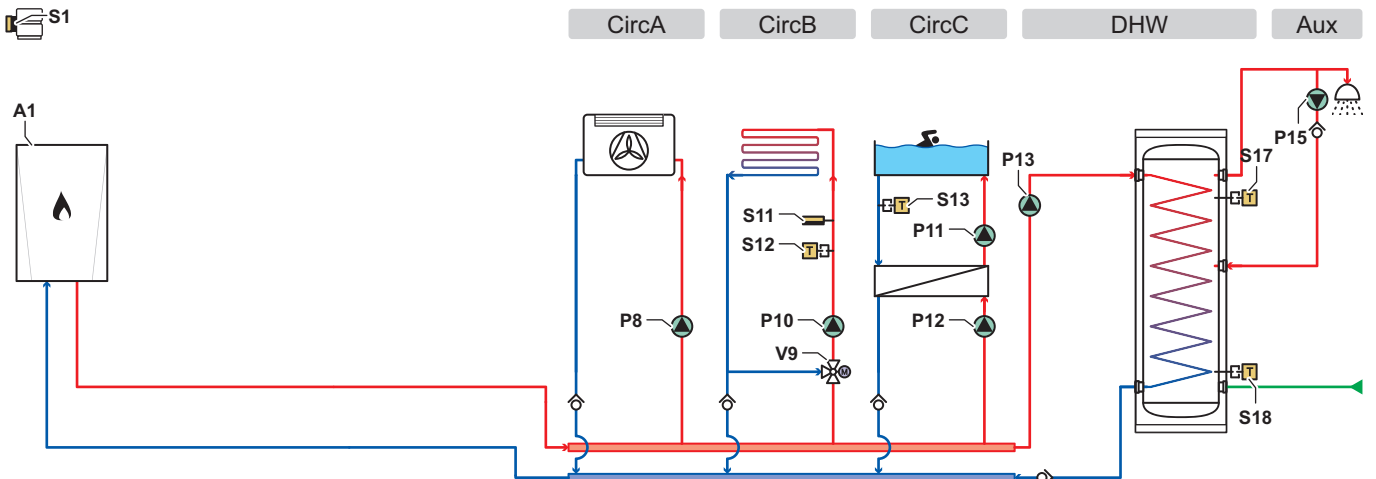 S1
CircA CircB CircC DHW Aux
A1
P15
P13
S17
S11
S13
S12
P11
P8
P10
P12
V9
M
S18
T
T
T
T